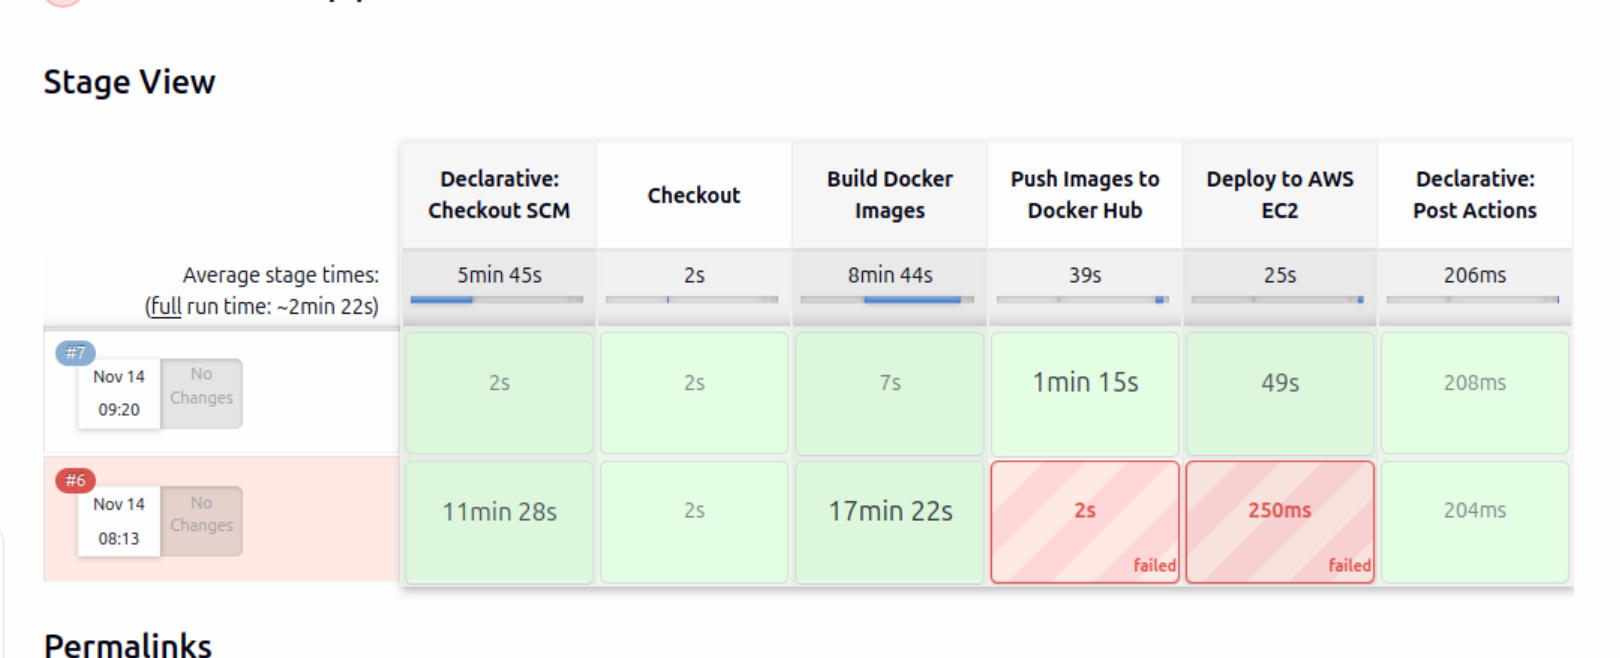 Stage View
Declarative:
Checkout SCM
Checkout
Build Docker
Images
Push Images to
Docker Hub
Deploy to AWS
EC2
Declarative:
Post Actions
Average stage times:
(full run time: ~2min 22s)
5min 45s
2s
8min 44s
39s
25s
206ms
#7
Nov 14
09:20
No
Changes
2s
2s
7s
1min 15s
49s
208ms
#6
Nov 14
08:13
No
Changes
11min 28s
2s
17min 22s
2s
failed
250ms
failed
204ms
Permalinks